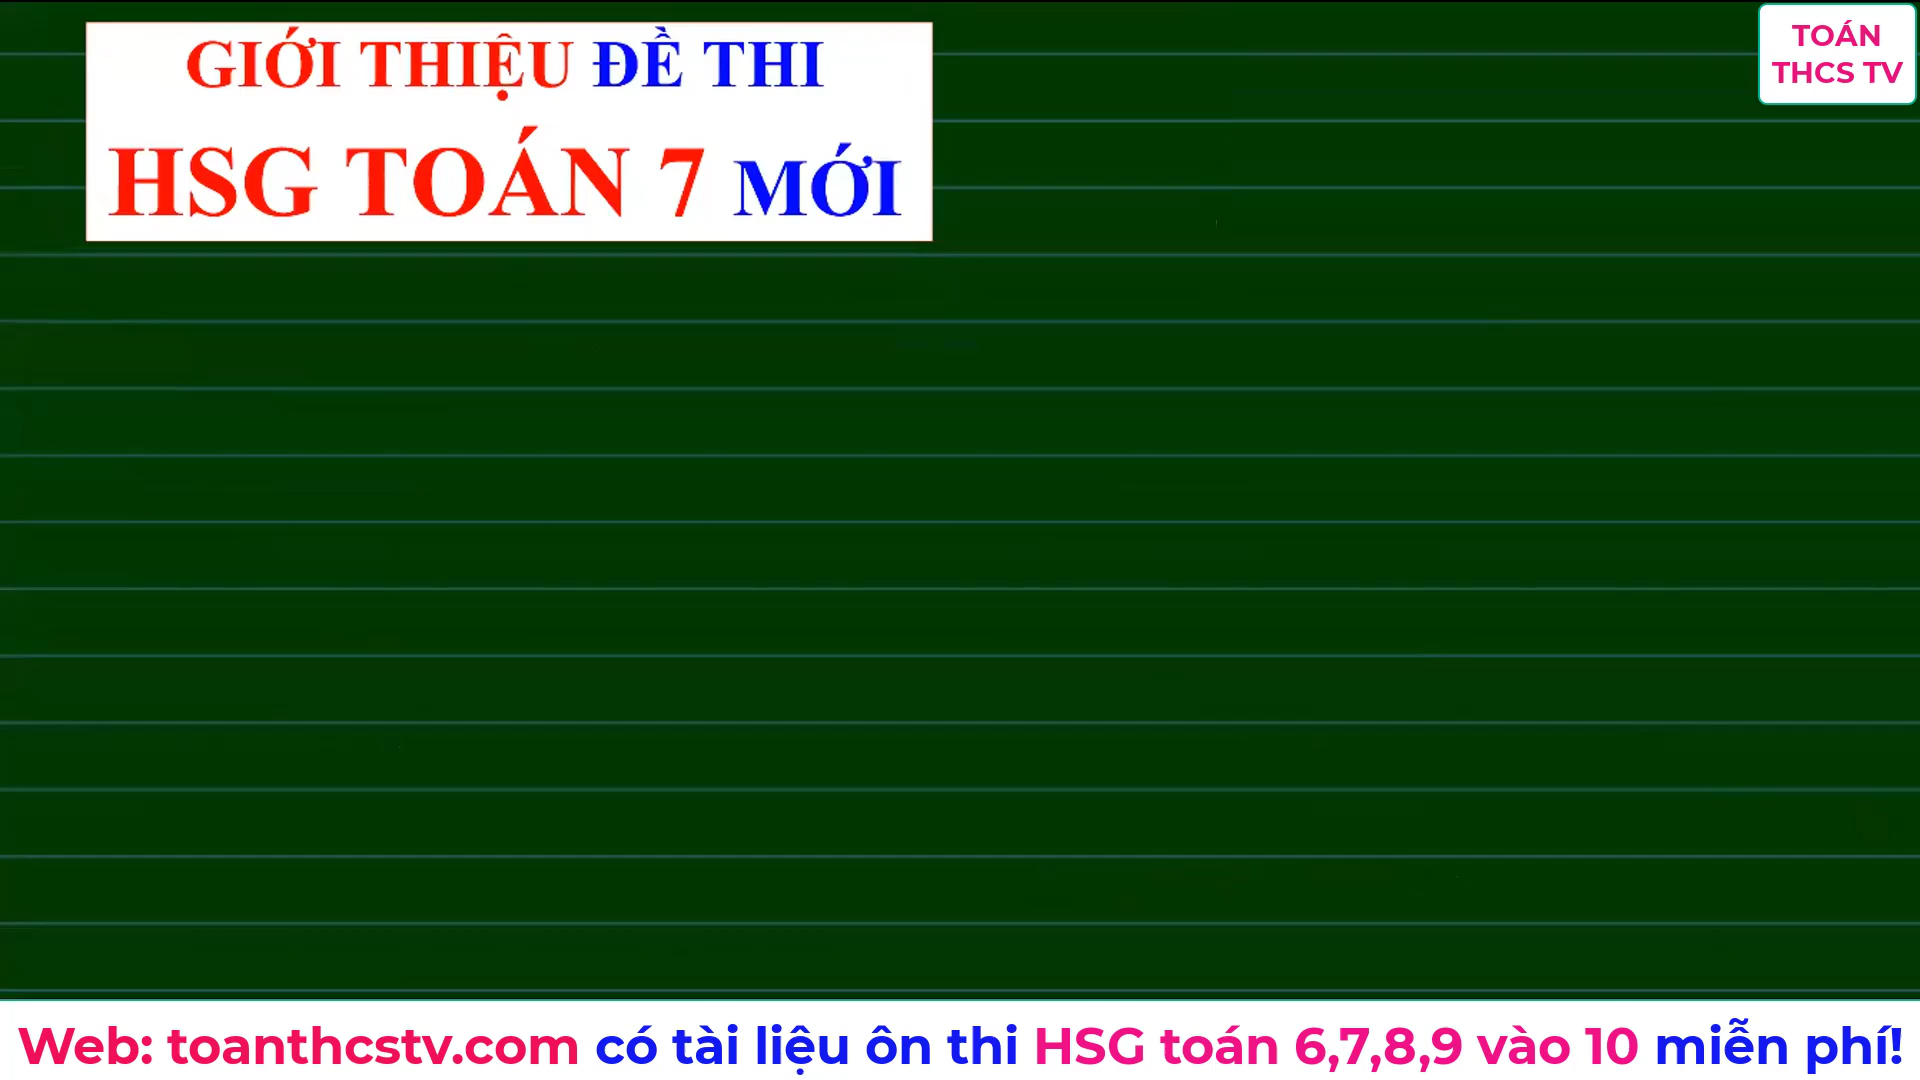 GIỚI THIỆU ĐỀ THI
HSG TOÁN 7 MỚI
TOÁN
THCS TV
Web: toanthcstv.com có tài liệu ôn thi HSG toán 6,7,8,9 vào 10 miễn phí!